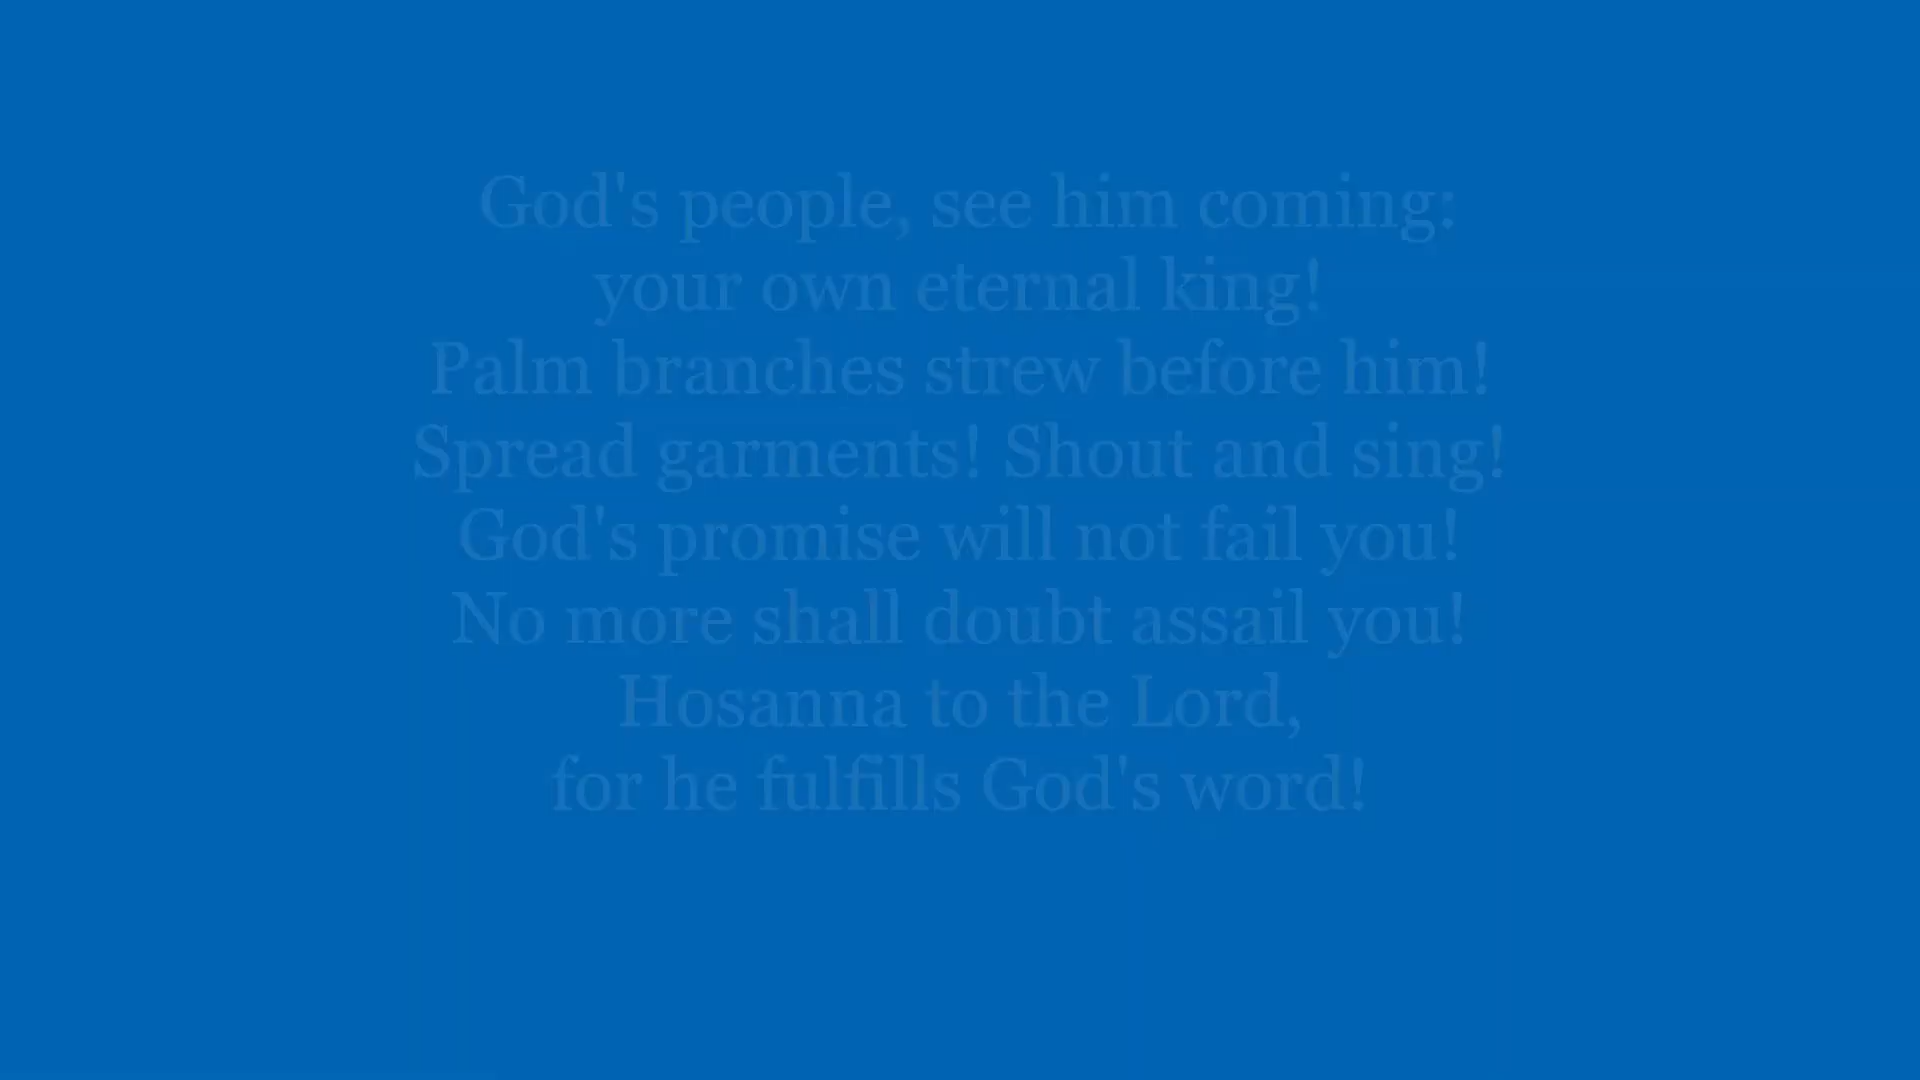 God's people, see him coming:
your own eternal king!
Palm branches strew before him!
Spread garments! Shout and sing!
God's promise will not fail you!
No more shall doubt assail you!
Hosanna to the Lord,
for he fulfills God's word!